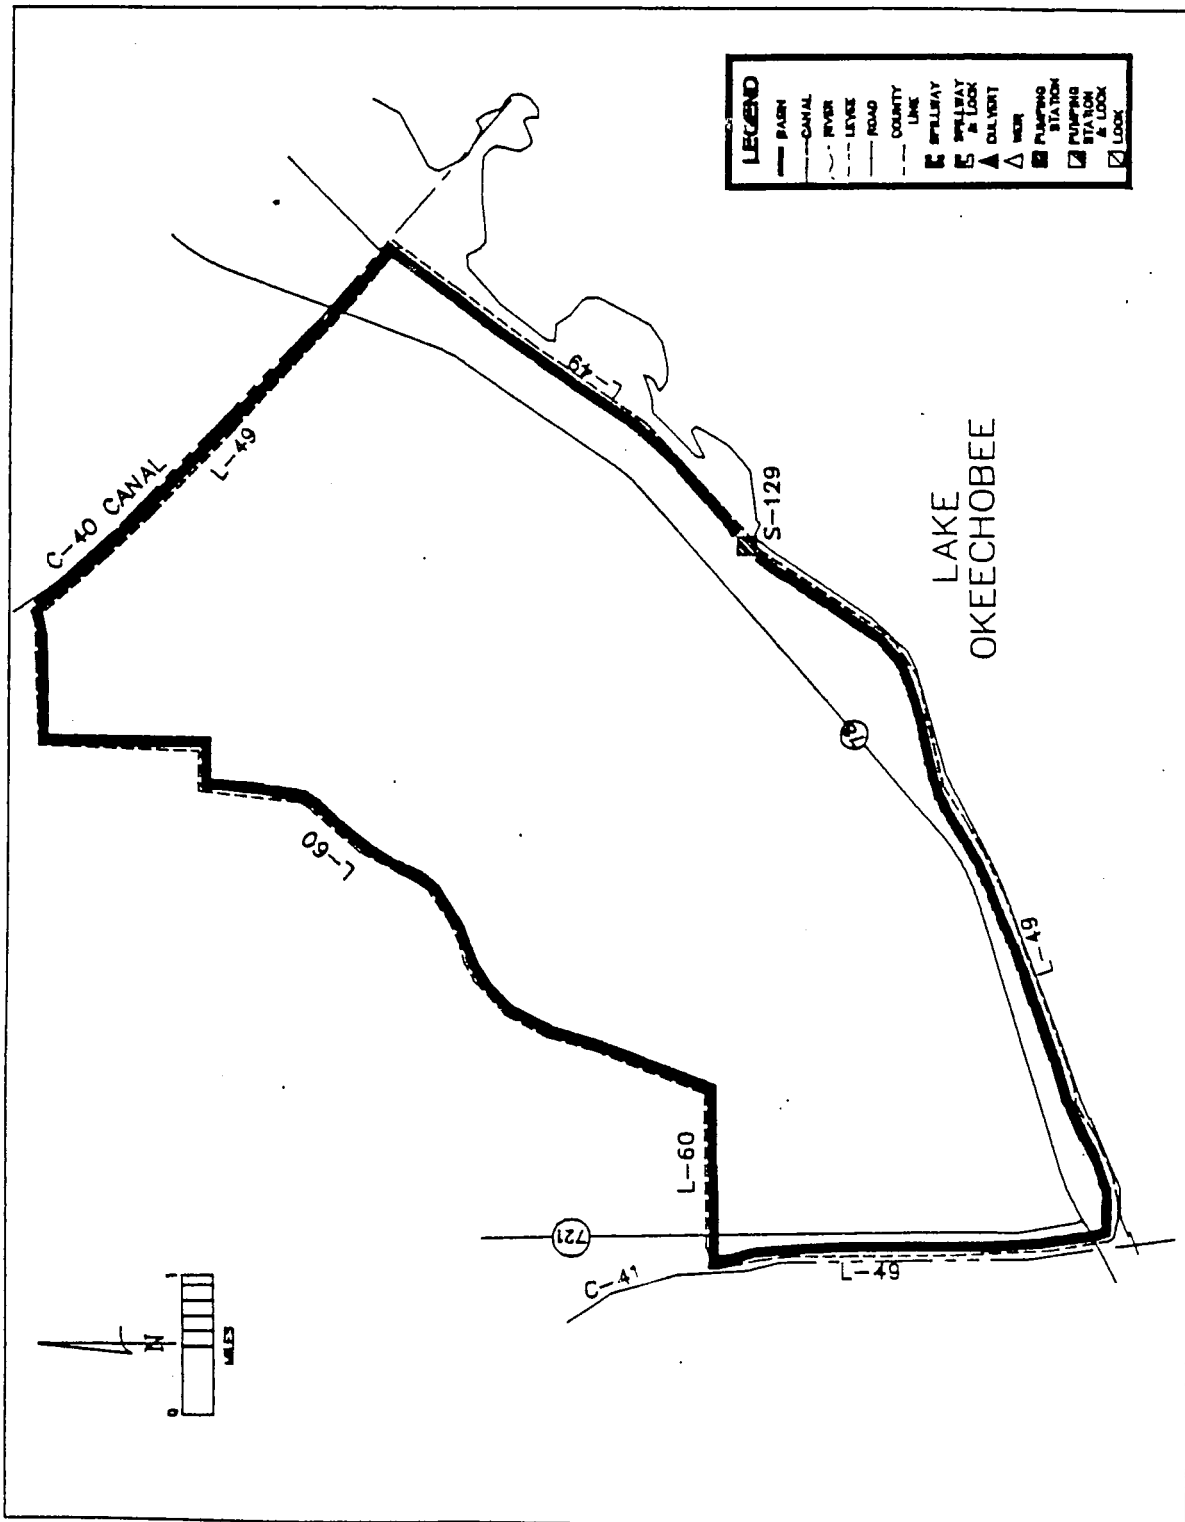 LEGEND
BASIN
CANAL
RIVER
LEVEE
ROAD
COUNTY
LINE
SPILLWAY
SPILLWAY
& LOCK
CULVERT
WEIR
PUMPING
STATION
PUMPING
STATION
& LOCK
LOCK
C-40 CANAL
L-49
L-49
S-129
LAKE
OKEECHOBEE
78
L-60
L-49
L-60
721
C-41
L-49
N
0
1
MILES